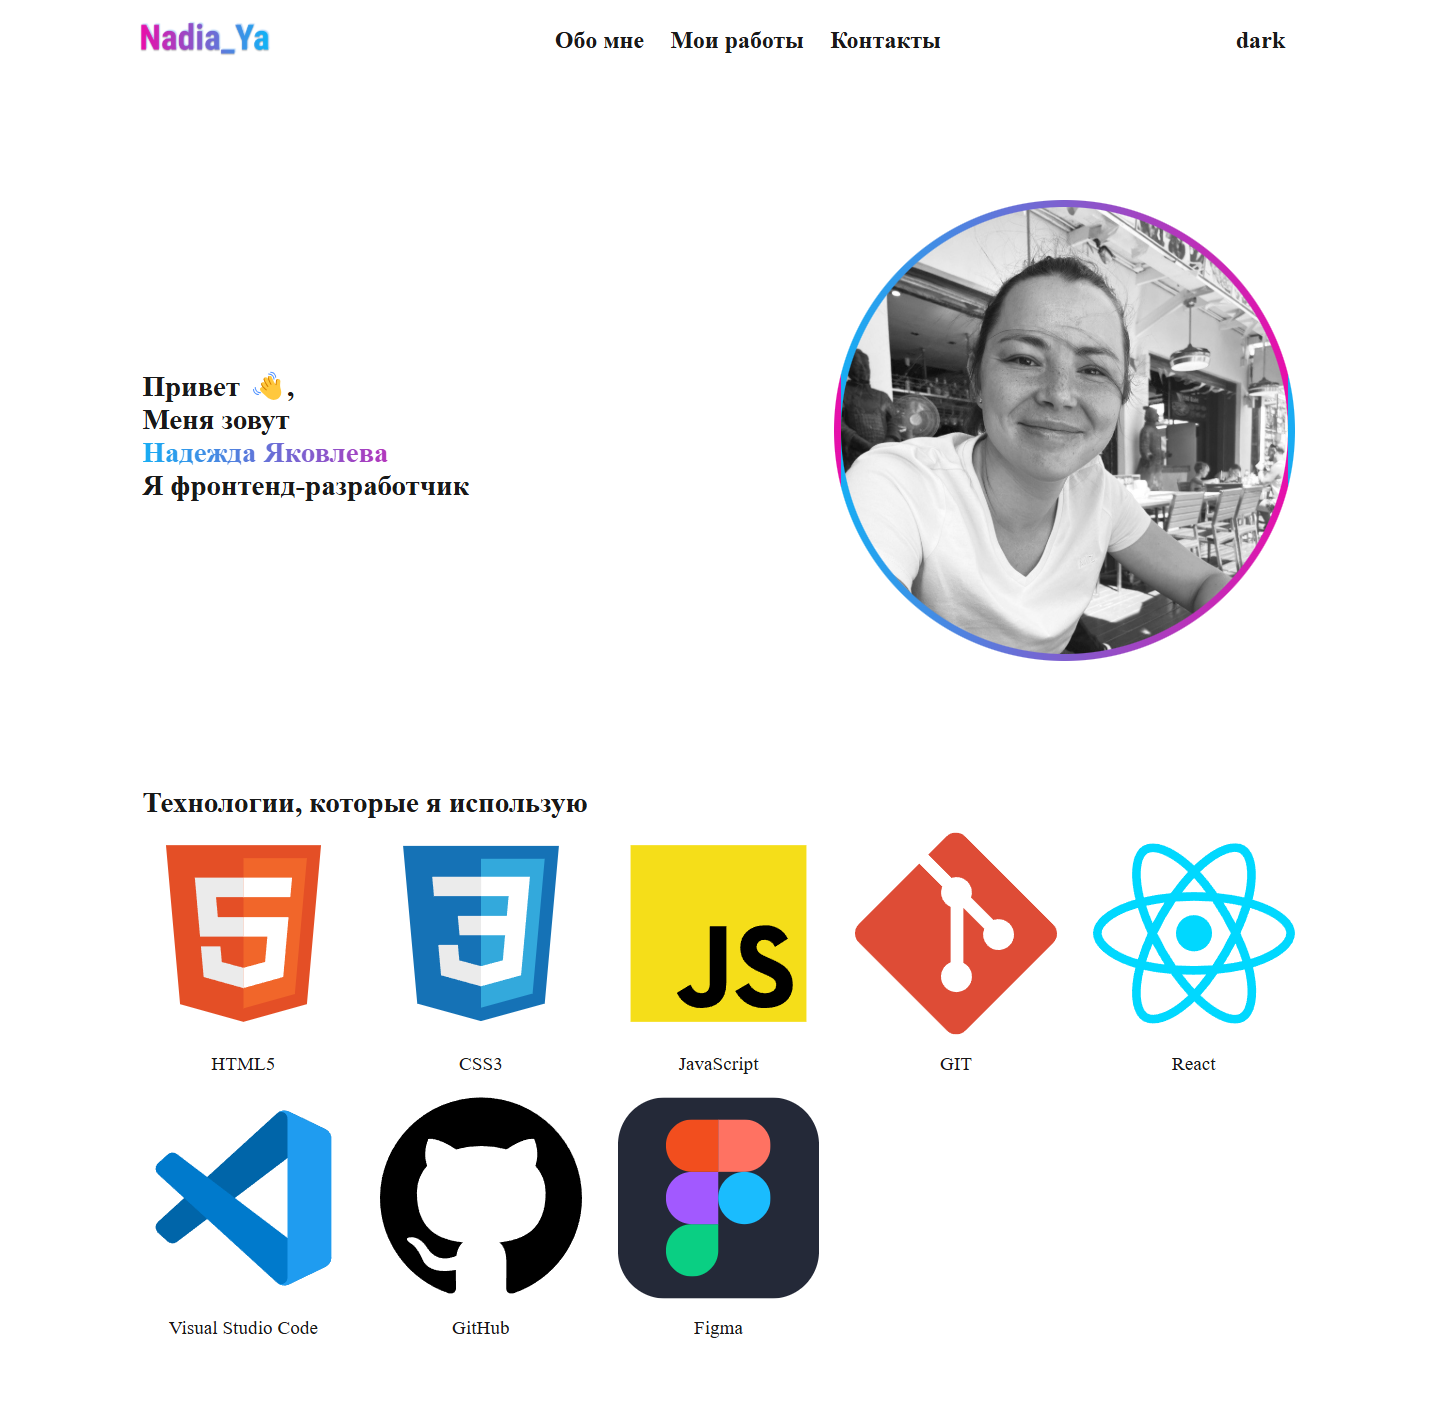 Nadia_Ya
Обо мне Мои работы Контакты dark
Привет 👋,
Меня зовут
Надежда Яковлева
Я фронтенд-разработчик
Технологии, которые я использую
5 3 JS
HTML5 CSS3 JavaScript GIT React
Visual Studio Code GitHub Figma